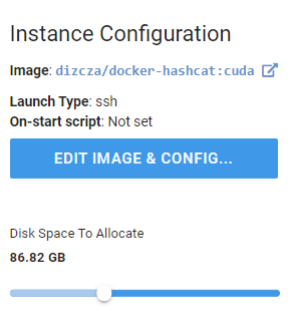 Instance Configuration
Image: dizcza/docker-hashcat:cuda
Launch Type: ssh
On-start script: Not set
EDIT IMAGE & CONFIG...
Disk Space To Allocate
86.82 GB